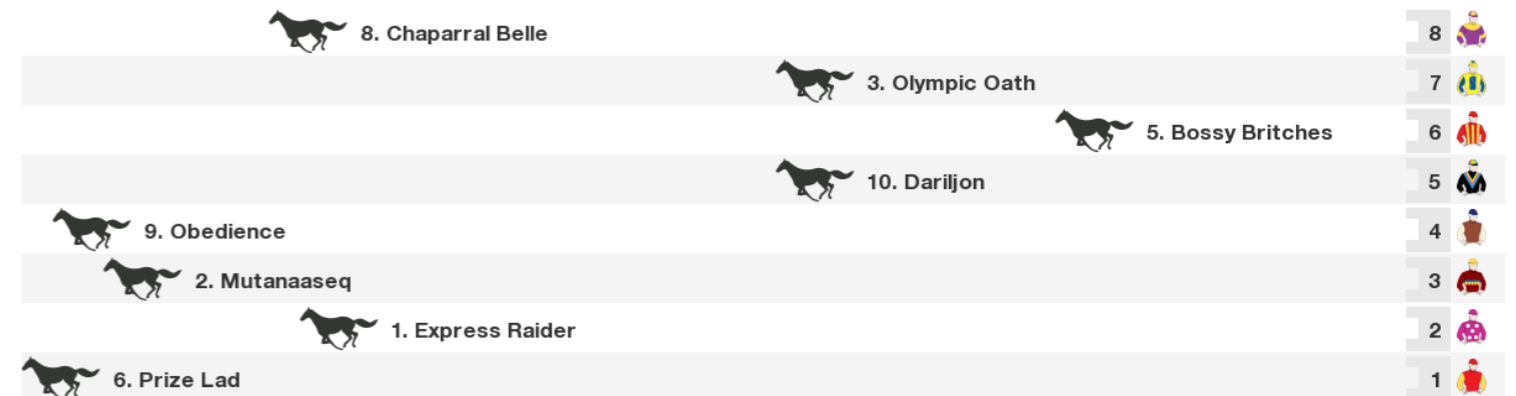 8. Chaparral Belle 8
3. Olympic Oath 7
5. Bossy Britches 6
10. Dariljon 5
9. Obedience 4
2. Mutanaaseq 3
1. Express Raider 2
6. Prize Lad 1